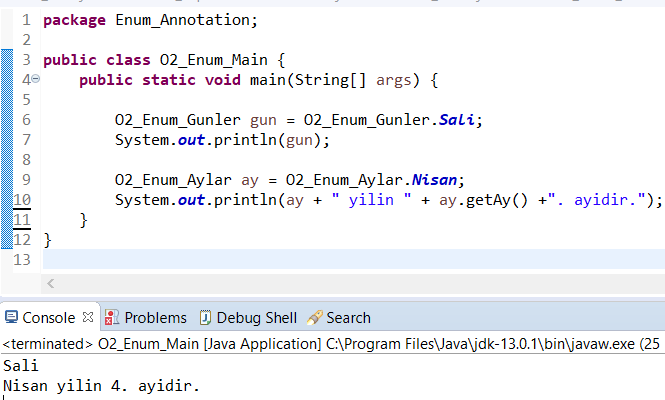 1 package Enum_Annotation;
2
3 public class O2_Enum_Main {
4 public static void main(String[] args) {
5
6 O2_Enum_Gunler gun = O2_Enum_Gunler.Sali;
7 System.out.println(gun);
8
9 O2_Enum_Aylar ay = O2_Enum_Aylar.Nisan;
10 System.out.println(ay + " yilin " + ay.getAy() +". ayidir.");
11 }
12 }
13
Console Problems Debug Shell Search
<terminated> O2_Enum_Main [Java Application] C:\Program Files\Java\jdk-13.0.1\bin\javaw.exe (25
Sali
Nisan yilin 4. ayidir.